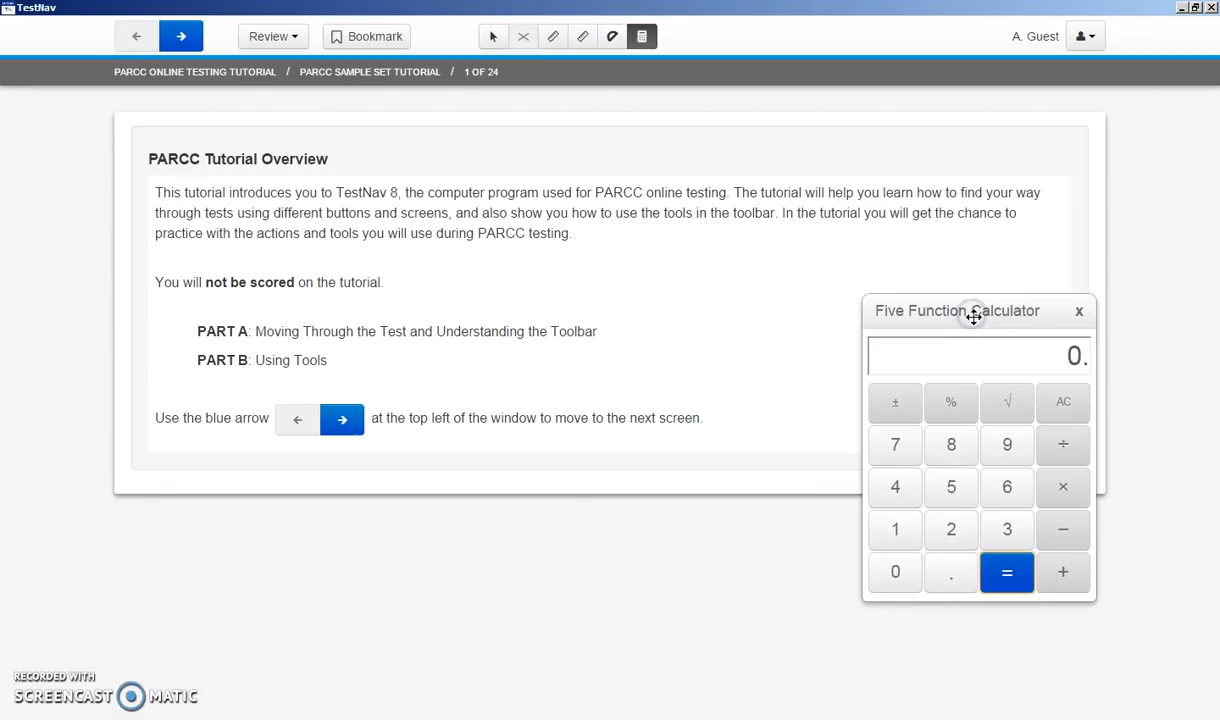 TestNav
Review
Bookmark
A. Guest
PARCC ONLINE TESTING TUTORIAL / PARCC SAMPLE SET TUTORIAL / 1 OF 24
PARCC Tutorial Overview
This tutorial introduces you to TestNav 8, the computer program used for PARCC online testing. The tutorial will help you learn how to find your way
through tests using different buttons and screens, and also show you how to use the tools in the toolbar. In the tutorial you will get the chance to
practice with the actions and tools you will use during PARCC testing.
You will not be scored on the tutorial.
PART A: Moving Through the Test and Understanding the Toolbar
PART B: Using Tools
Use the blue arrow ← → at the top left of the window to move to the next screen.
Five Function Calculator x
0.
± % √ AC
7 8 9 ÷
4 5 6 ×
1 2 3 −
0 . = +
RECORDED WITH
SCREENCAST MATIC